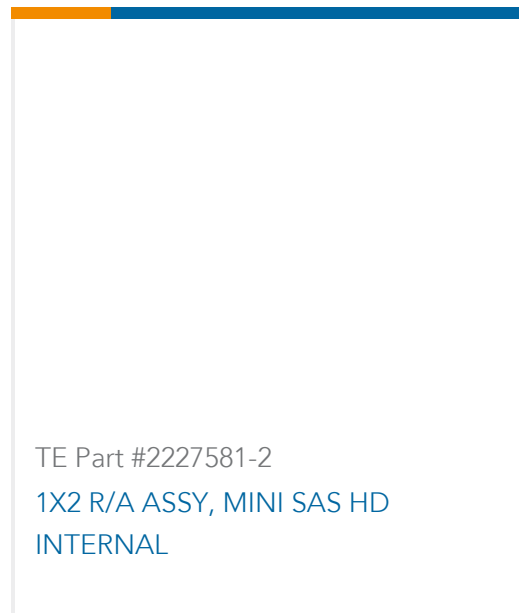 TE Part #2227581-2
1X2 R/A ASSY, MINI SAS HD
INTERNAL